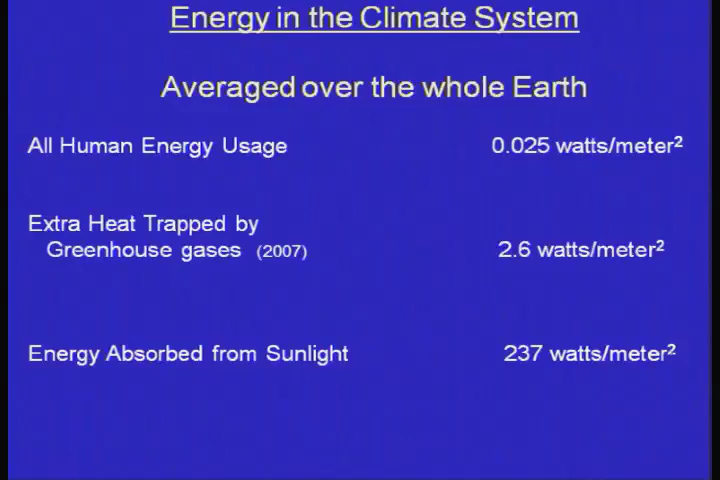 Energy in the Climate System
Averaged over the whole Earth
All Human Energy Usage 0.025 watts/meter²
Extra Heat Trapped by
Greenhouse gases (2007) 2.6 watts/meter²
Energy Absorbed from Sunlight 237 watts/meter²